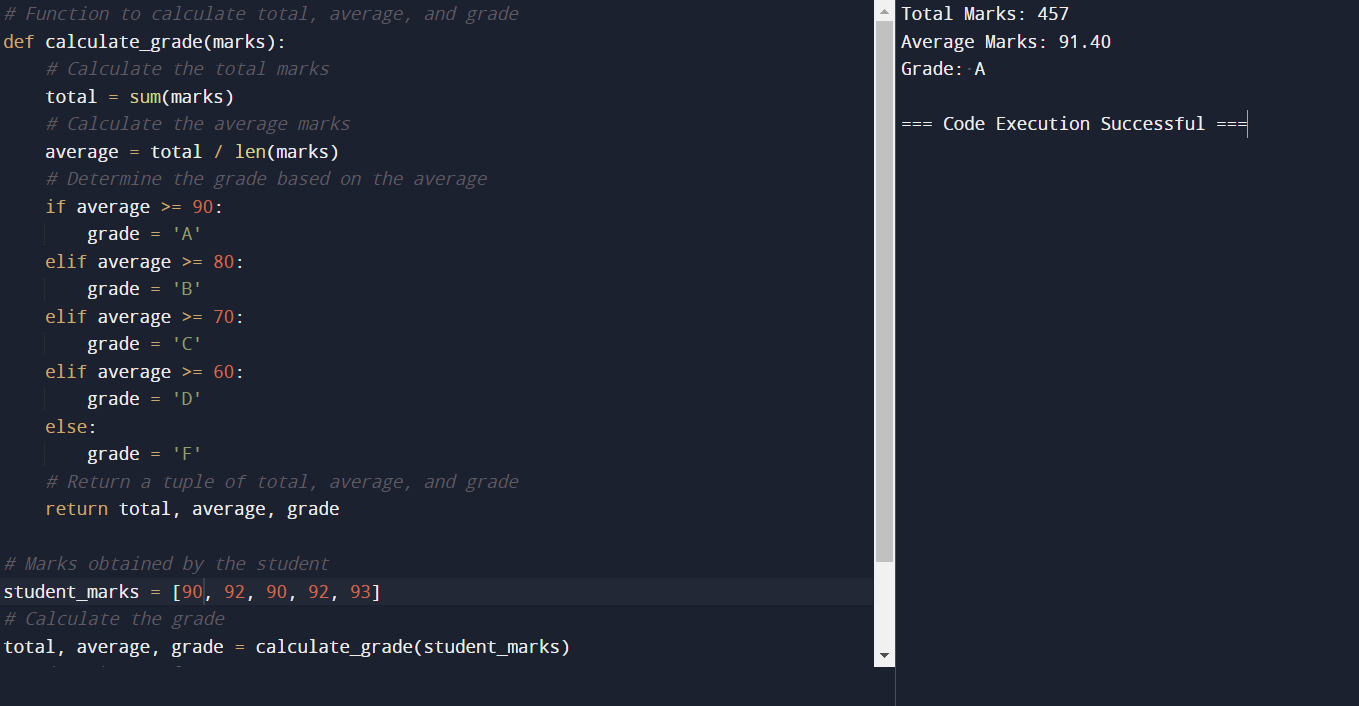 # Function to calculate total, average, and grade
def calculate_grade(marks):
    # Calculate the total marks
    total = sum(marks)
    # Calculate the average marks
    average = total / len(marks)
    # Determine the grade based on the average
    if average >= 90:
        grade = 'A'
    elif average >= 80:
        grade = 'B'
    elif average >= 70:
        grade = 'C'
    elif average >= 60:
        grade = 'D'
    else:
        grade = 'F'
    # Return a tuple of total, average, and grade
    return total, average, grade

# Marks obtained by the student
student_marks = [90, 92, 90, 92, 93]
# Calculate the grade
total, average, grade = calculate_grade(student_marks)
Total Marks: 457
Average Marks: 91.40
Grade: A

=== Code Execution Successful ===